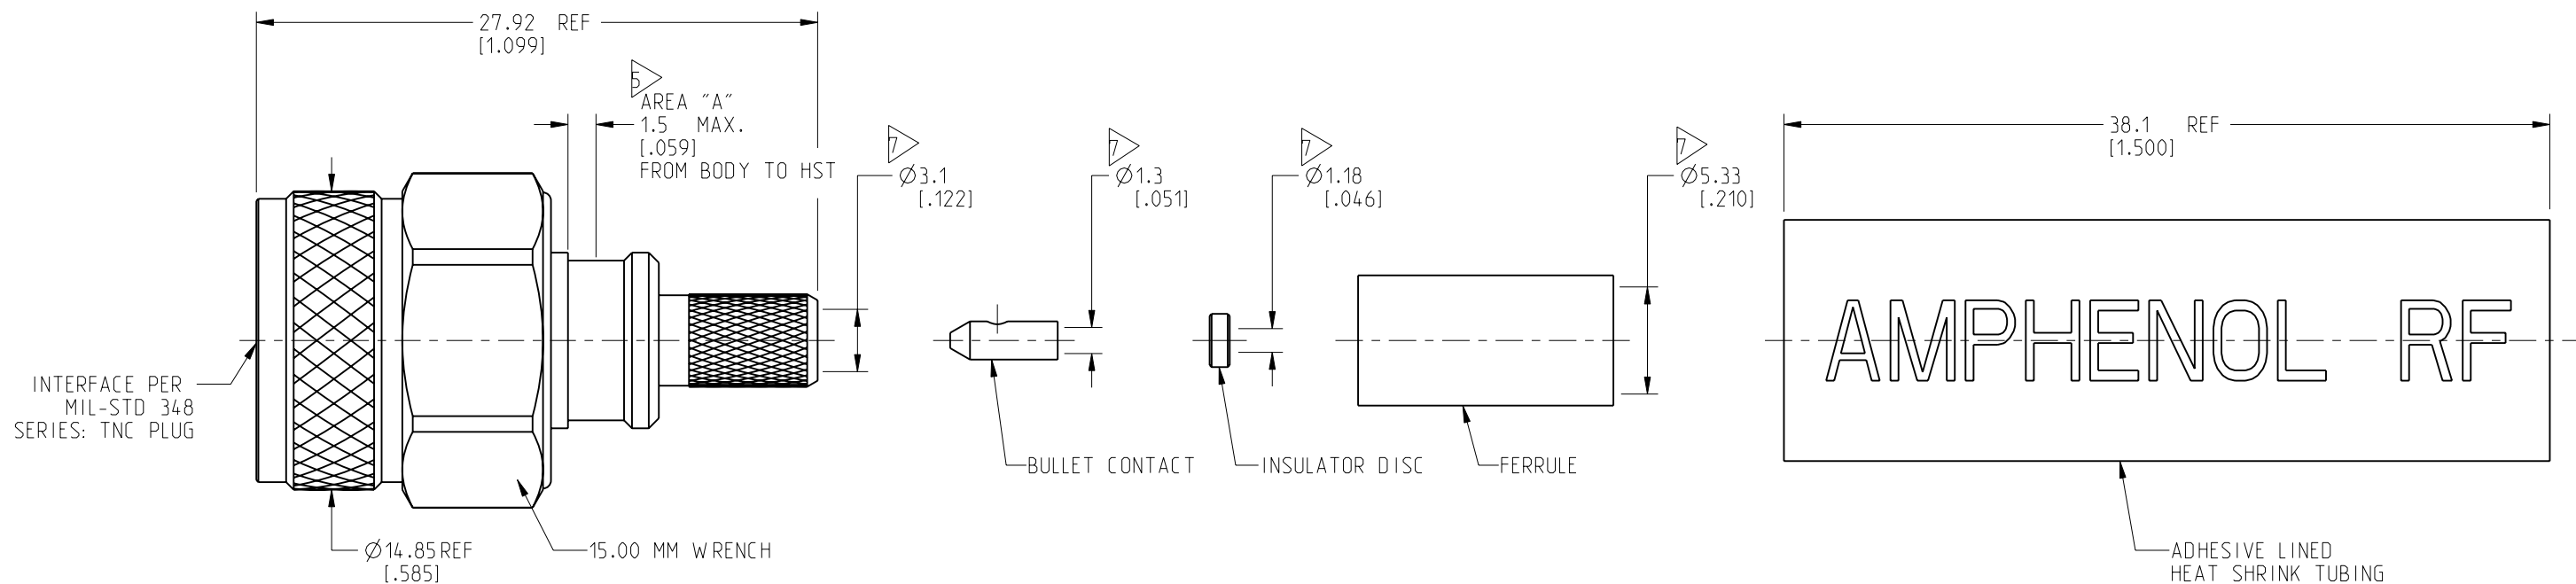 27.92 REF
[1.099]
5
AREA "A"
1.5 MAX.
[.059]
FROM BODY TO HST
7
Ø3.1
[.122]
7
Ø1.3
[.051]
7
Ø1.18
[.046]
7
Ø5.33
[.210]
38.1 REF
[1.500]
AMPHENOL RF
INTERFACE PER
MIL-STD 348
SERIES: TNC PLUG
BULLET CONTACT
INSULATOR DISC
FERRULE
Ø14.85 REF
[.585]
15.00 MM WRENCH
ADHESIVE LINED
HEAT SHRINK TUBING